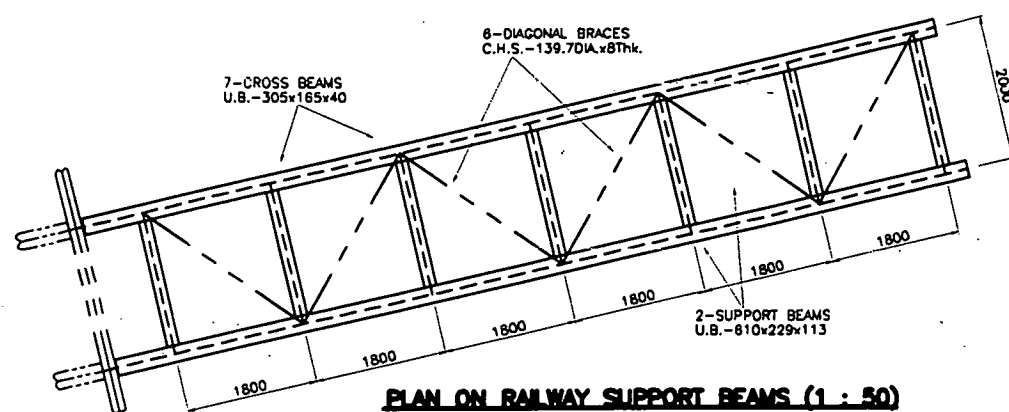 6-DIAGONAL BRACES
C.H.S.-139.7DIA.x8Thk.
7-CROSS BEAMS
U.B.-305x165x40
2000
1800
1800
1800
1800
1800
1800
2-SUPPORT BEAMS
U.B.-610x229x113
PLAN ON RAILWAY SUPPORT BEAMS (1 : 50)